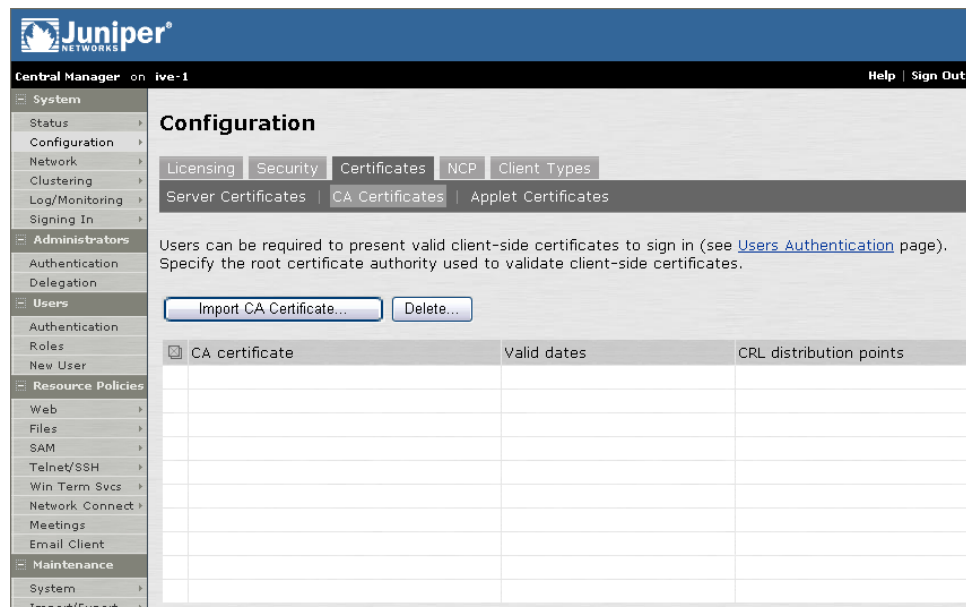 Juniper®
NETWORKS
Central Manager on ive-1
Help | Sign Out
System
Status
Configuration
Network
Clustering
Log/Monitoring
Signing In
Administrators
Authentication
Delegation
Users
Authentication
Roles
New User
Resource Policies
Web
Files
SAM
Telnet/SSH
Win Term Svcs
Network Connect
Meetings
Email Client
Maintenance
System
Import/Export
Configuration
Licensing Security Certificates NCP Client Types
Server Certificates | CA Certificates | Applet Certificates
Users can be required to present valid client-side certificates to sign in (see Users Authentication page).
Specify the root certificate authority used to validate client-side certificates.
Import CA Certificate... Delete...
CA certificate Valid dates CRL distribution points